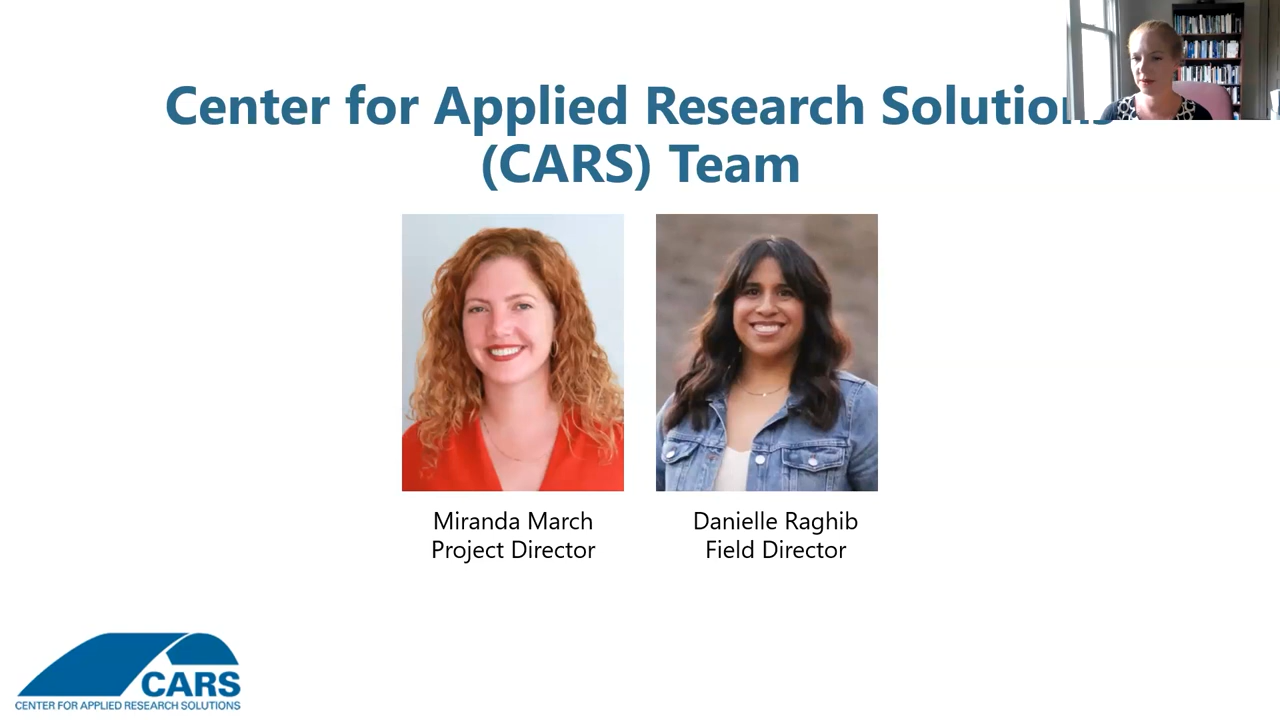 Center for Applied Research Solutions
(CARS) Team
Miranda March
Project Director
Danielle Raghib
Field Director
CARS
CENTER FOR APPLIED RESEARCH SOLUTIONS